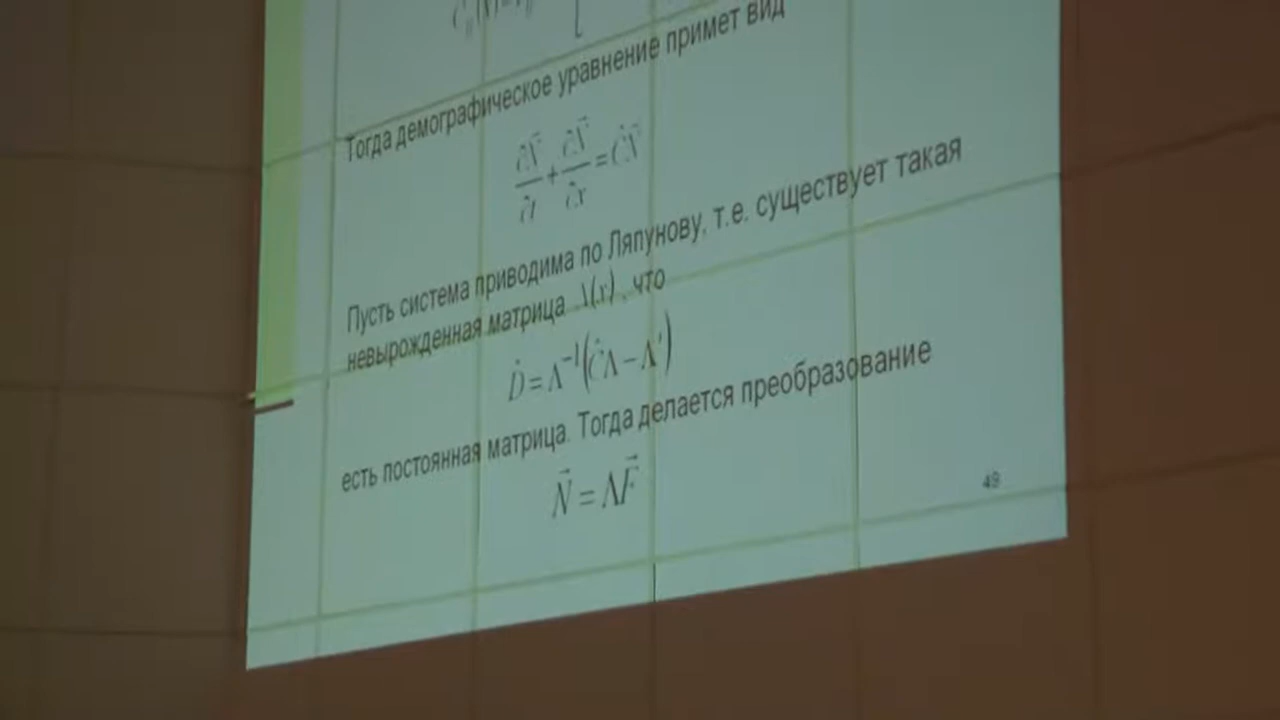 Тогда демографическое уравнение примет вид
∂N⃗/∂t + ∂N⃗/∂x = ĈN⃗
Пусть система приводима по Ляпунову, т.е. существует такая
невырожденная матрица Λ(x), что
D̂ = Λ⁻¹(ĈΛ − Λ′)
есть постоянная матрица. Тогда делается преобразование
N⃗ = ΛF⃗
49